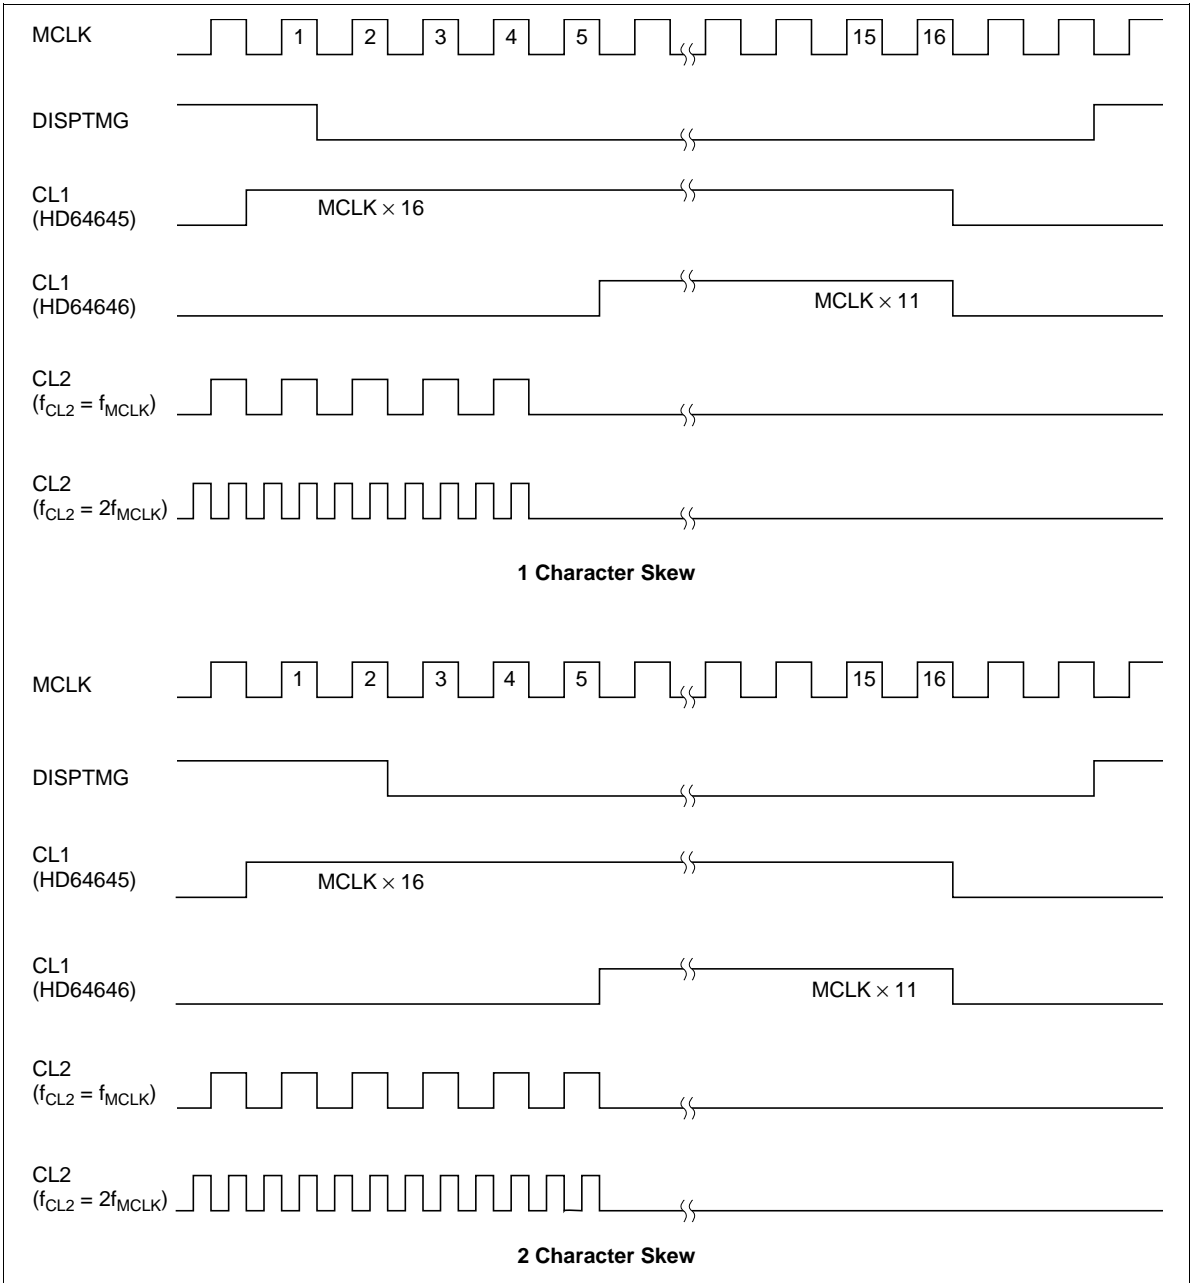 MCLK 1 2 3 4 5 15 16
DISPTMG
CL1
(HD64645)
MCLK × 16
CL1
(HD64646)
MCLK × 11
CL2
(fCL2 = fMCLK)
CL2
(fCL2 = 2fMCLK)
1 Character Skew
MCLK 1 2 3 4 5 15 16
DISPTMG
CL1
(HD64645)
MCLK × 16
CL1
(HD64646)
MCLK × 11
CL2
(fCL2 = fMCLK)
CL2
(fCL2 = 2fMCLK)
2 Character Skew